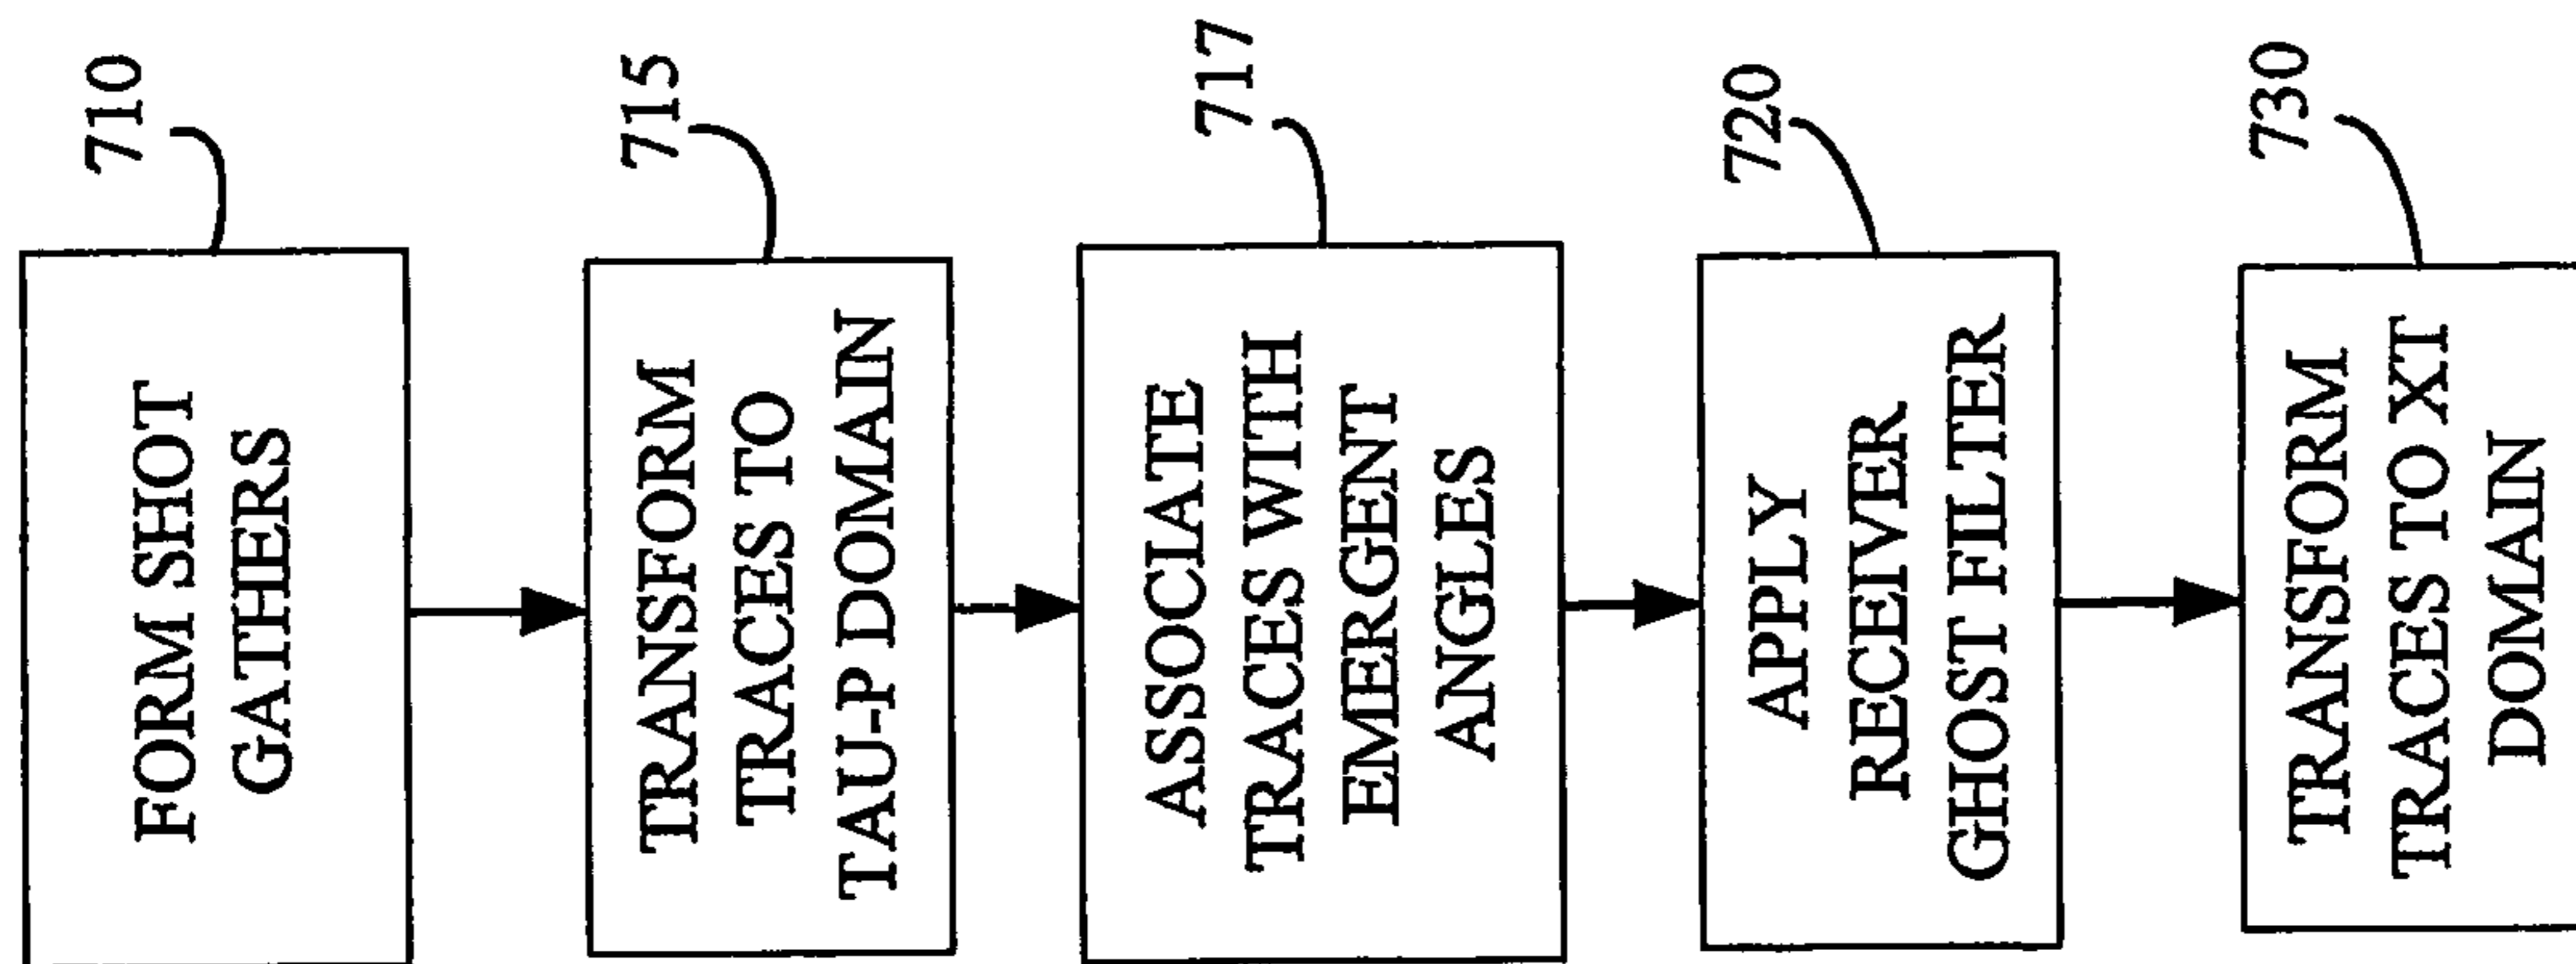 710
FORM SHOT
GATHERS
715
TRANSFORM
TRACES TO
TAU-P DOMAIN
717
ASSOCIATE
TRACES WITH
EMERGENT
ANGLES
720
APPLY
RECEIVER
GHOST FILTER
730
TRANSFORM
TRACES TO XT
DOMAIN